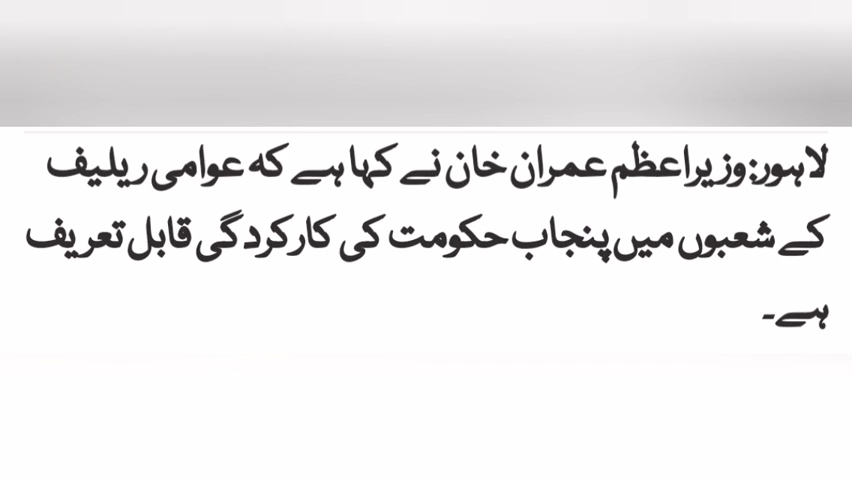 لاہور: وزیراعظم عمران خان نے کہا ہے کہ عوامی ریلیف
کے شعبوں میں پنجاب حکومت کی کارکردگی قابل تعریف
ہے۔